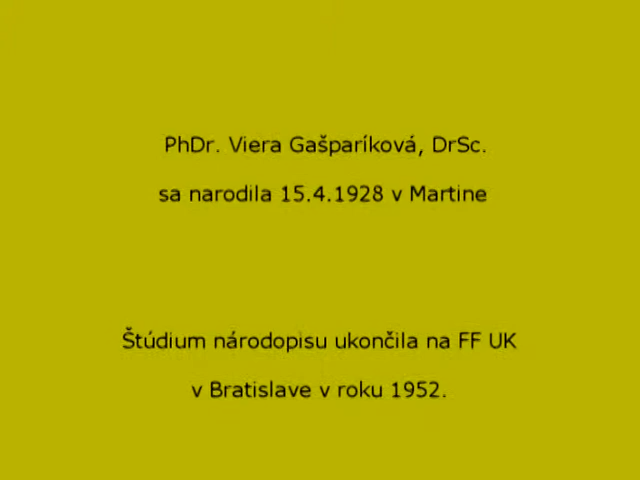 PhDr. Viera Gašparíková, DrSc.
sa narodila 15.4.1928 v Martine
Štúdium národopisu ukončila na FF UK
v Bratislave v roku 1952.